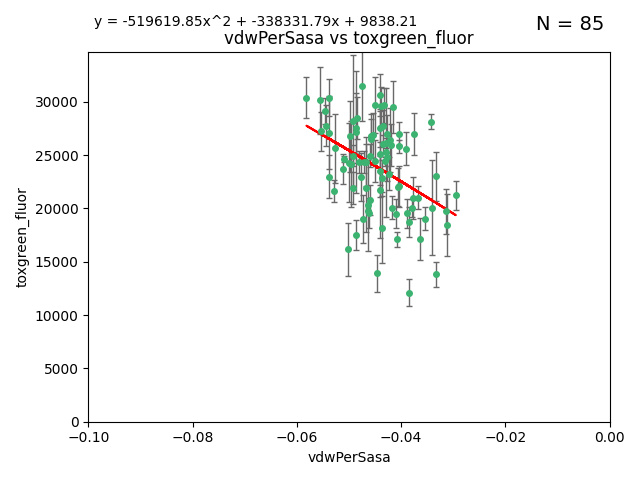 y = -519619.85x^2 + -338331.79x + 9838.21
N = 85
vdwPerSasa vs toxgreen_fluor
30000
25000
20000
15000
10000
5000
0
toxgreen_fluor
−0.10
−0.08
−0.06
−0.04
−0.02
0.00
vdwPerSasa